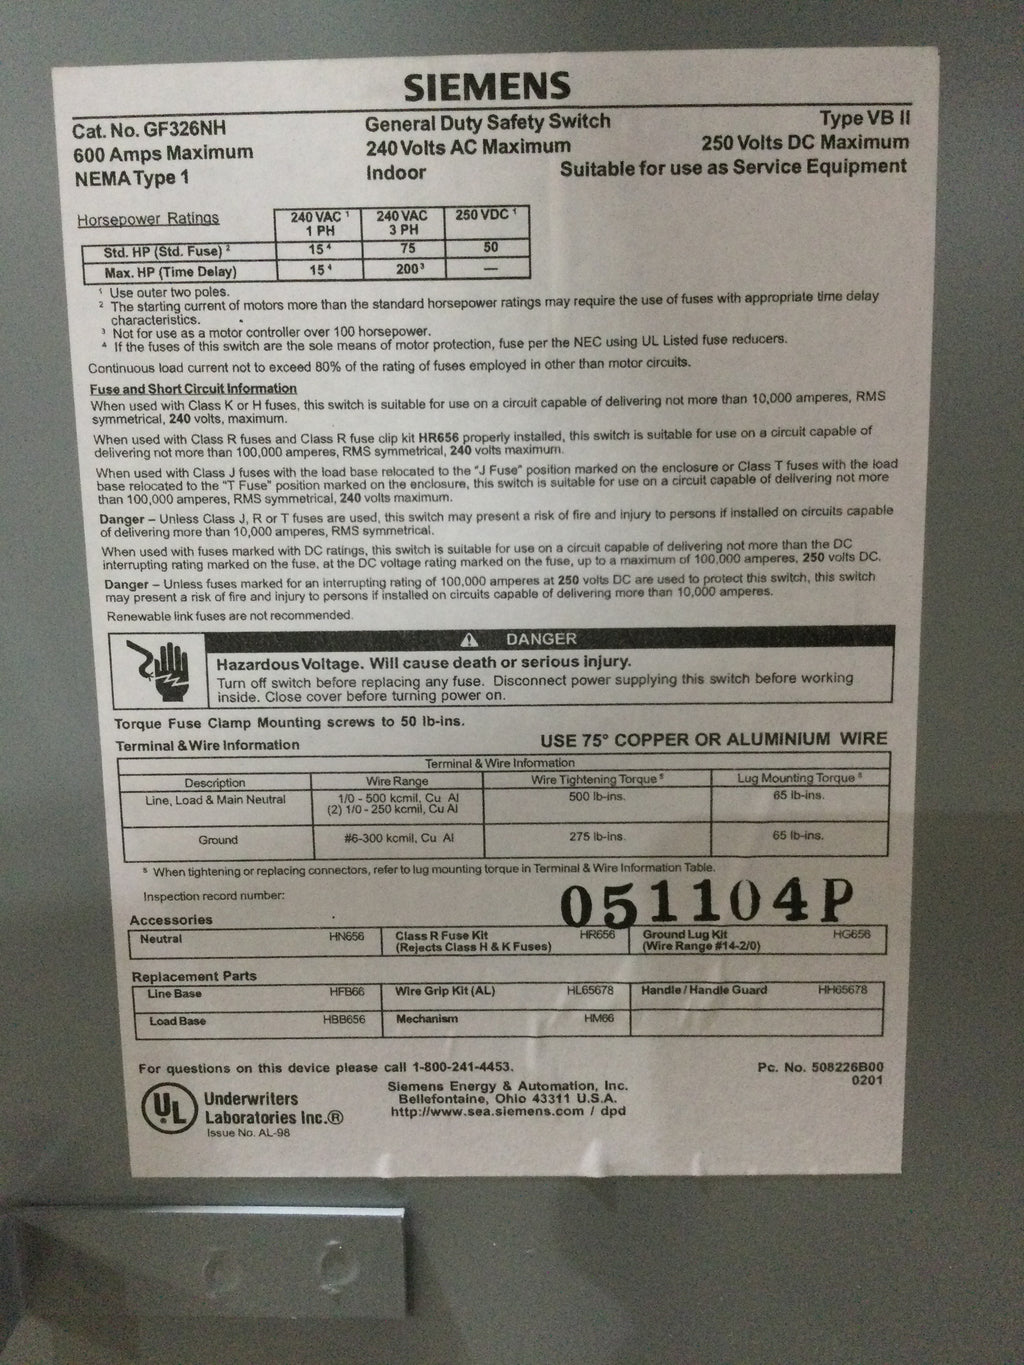 SIEMENS
Cat. No. GF326NH General Duty Safety Switch Type VB II
600 Amps Maximum 240 Volts AC Maximum 250 Volts DC Maximum
NEMA Type 1 Indoor Suitable for use as Service Equipment
Horsepower Ratings 240 VAC ¹ 1 PH 240 VAC 3 PH 250 VDC ¹
Std. HP (Std. Fuse) ² 15 ⁴ 75 50
Max. HP (Time Delay) 15 ⁴ 200³ —
¹ Use outer two poles.
² The starting current of motors more than the standard horsepower ratings may require the use of fuses with appropriate time delay
characteristics.
³ Not for use as a motor controller over 100 horsepower.
⁴ If the fuses of this switch are the sole means of motor protection, fuse per the NEC using UL Listed fuse reducers.
Continuous load current not to exceed 80% of the rating of fuses employed in other than motor circuits.
Fuse and Short Circuit Information
When used with Class K or H fuses, this switch is suitable for use on a circuit capable of delivering not more than 10,000 amperes, RMS
symmetrical, 240 volts, maximum.
When used with Class R fuses and Class R fuse clip kit HR656 properly installed, this switch is suitable for use on a circuit capable of
delivering not more than 100,000 amperes, RMS symmetrical, 240 volts maximum.
When used with Class J fuses with the load base relocated to the "J Fuse" position marked on the enclosure or Class T fuses with the load
base relocated to the "T Fuse" position marked on the enclosure, this switch is suitable for use on a circuit capable of delivering not more
than 100,000 amperes, RMS symmetrical, 240 volts maximum.
Danger – Unless Class J, R or T fuses are used, this switch may present a risk of fire and injury to persons if installed on circuits capable
of delivering more than 10,000 amperes, RMS symmetrical.
When used with fuses marked with DC ratings, this switch is suitable for use on a circuit capable of delivering not more than the DC
interrupting rating marked on the fuse, at the DC voltage rating marked on the fuse, up to a maximum of 100,000 amperes, 250 volts DC.
Danger – Unless fuses marked for an interrupting rating of 100,000 amperes at 250 volts DC are used to protect this switch, this switch
may present a risk of fire and injury to persons if installed on circuits capable of delivering more than 10,000 amperes.
Renewable link fuses are not recommended.
DANGER
Hazardous Voltage. Will cause death or serious injury.
Turn off switch before replacing any fuse. Disconnect power supplying this switch before working
inside. Close cover before turning power on.
Torque Fuse Clamp Mounting screws to 50 lb-ins.
Terminal & Wire Information USE 75° COPPER OR ALUMINIUM WIRE
Terminal & Wire Information
Description Wire Range Wire Tightening Torque ⁵ Lug Mounting Torque ⁵
Line, Load & Main Neutral 1/0 - 500 kcmil, Cu Al 500 lb-ins. 65 lb-ins.
(2) 1/0 - 250 kcmil, Cu Al
Ground #6-300 kcmil, Cu Al 275 lb-ins. 65 lb-ins.
⁵ When tightening or replacing connectors, refer to lug mounting torque in Terminal & Wire Information Table.
Inspection record number: 051104P
Accessories
Neutral HN656 Class R Fuse Kit HR656 Ground Lug Kit HG656
(Rejects Class H & K Fuses) (Wire Range #14-2/0)
Replacement Parts
Line Base HFB66 Wire Grip Kit (AL) HL65678 Handle / Handle Guard HH65678
Load Base HBB656 Mechanism HM66
For questions on this device please call 1-800-241-4453. Pc. No. 508226B00
0201
UL Underwriters
Laboratories Inc.®
Issue No. AL-98
Siemens Energy & Automation, Inc.
Bellefontaine, Ohio 43311 U.S.A.
http://www.sea.siemens.com / dpd